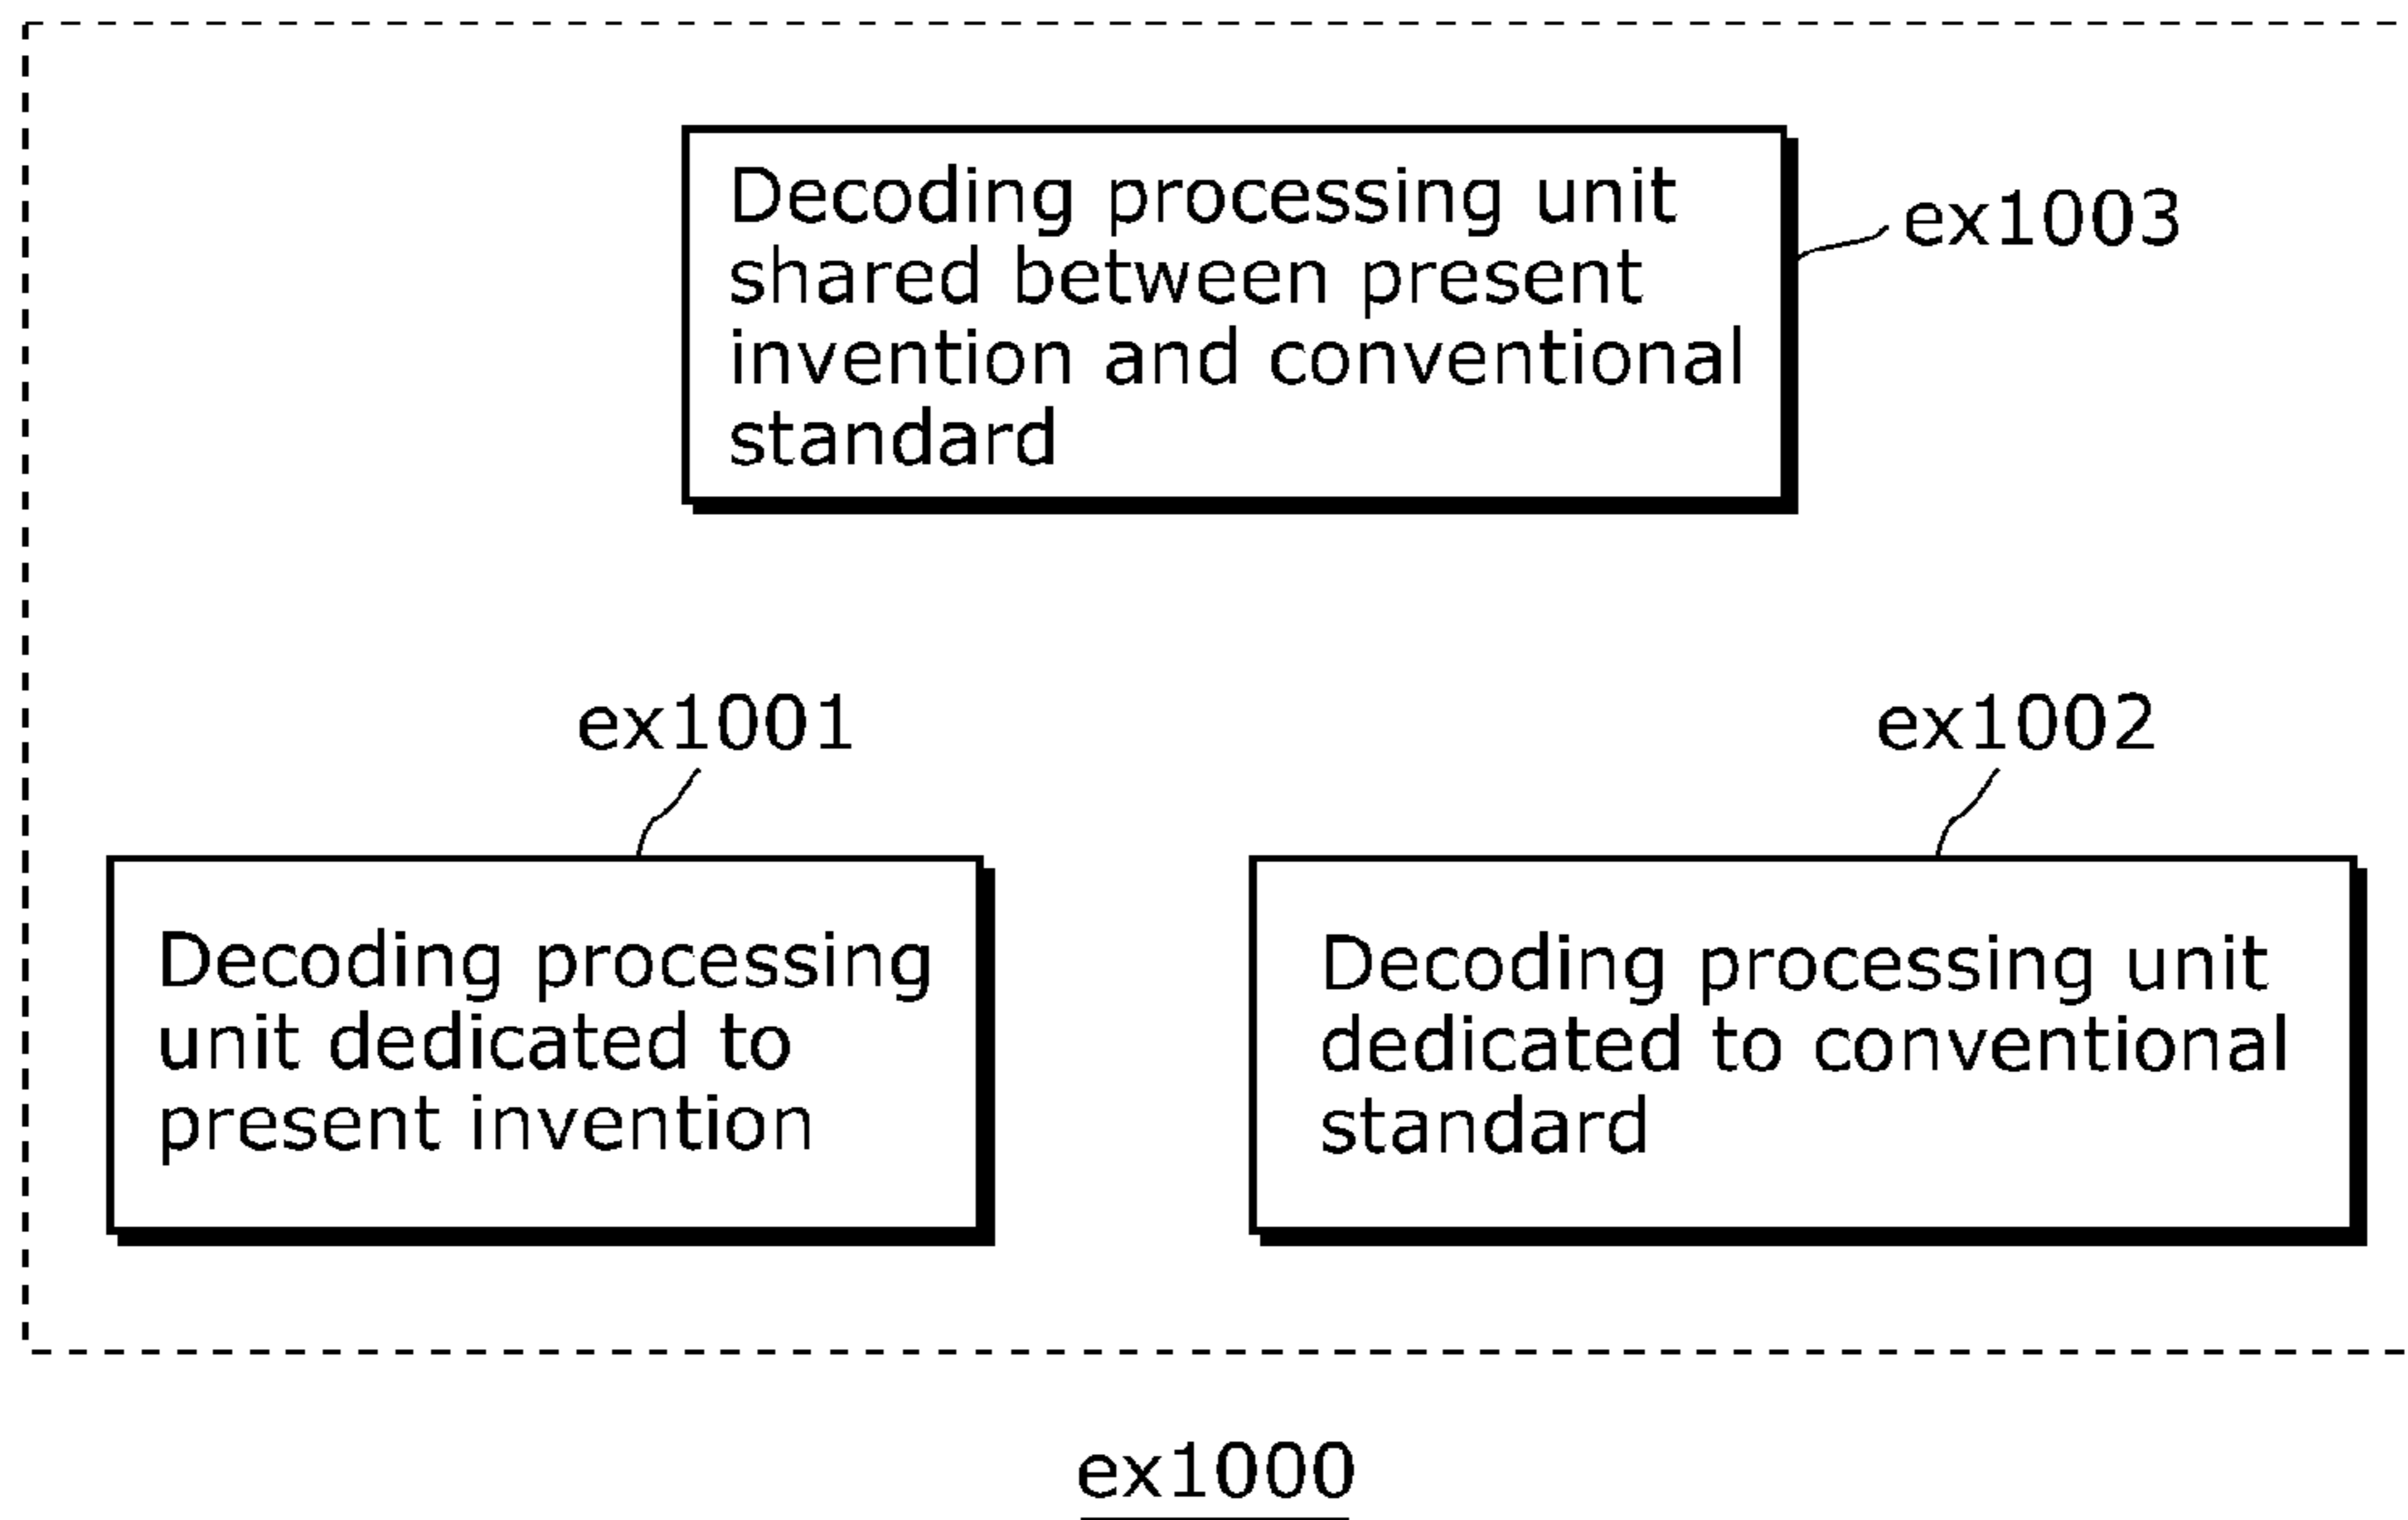 Decoding processing unit
shared between present
invention and conventional
standard
ex1003
ex1001
ex1002
Decoding processing
unit dedicated to
present invention
Decoding processing unit
dedicated to conventional
standard
ex1000